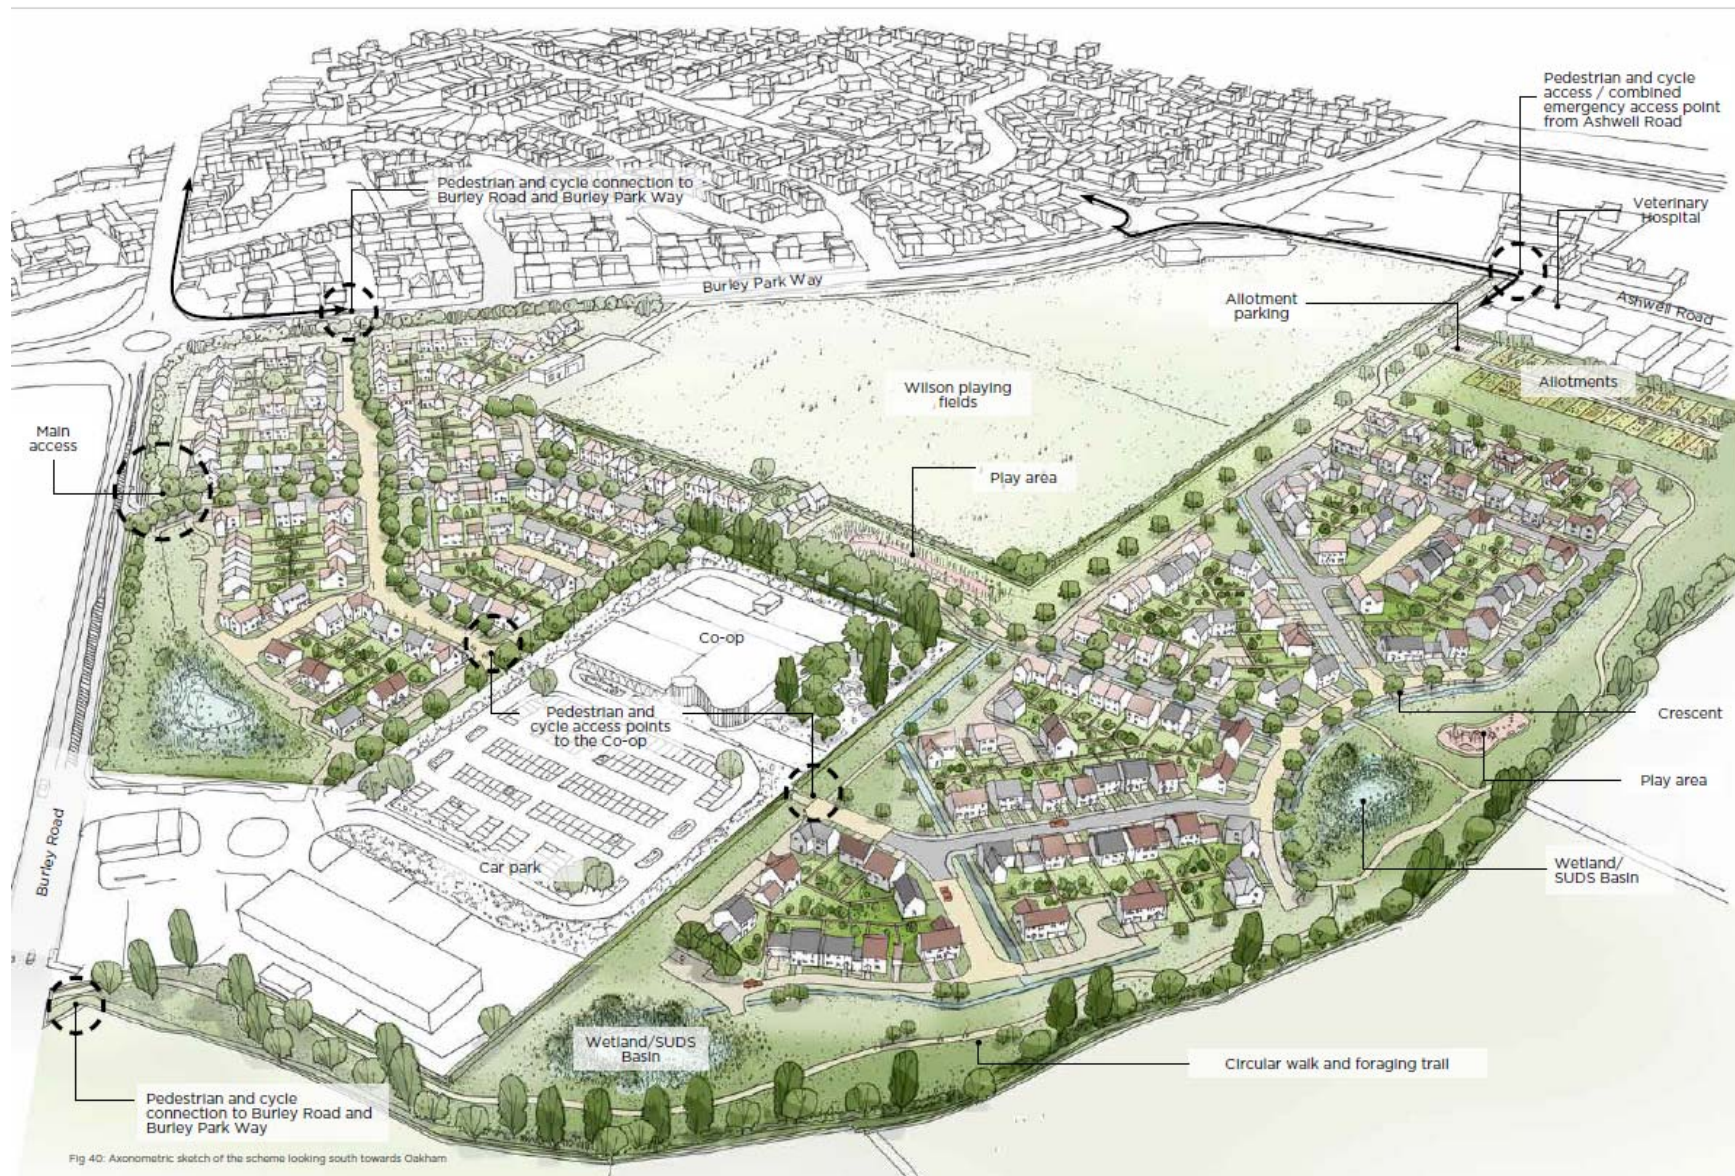 Pedestrian and cycle
access / combined
emergency access point
from Ashwell Road
Pedestrian and cycle connection to
Burley Road and Burley Park Way
Veterinary
Hospital
Burley Park Way
Allotment
parking
Ashwell Road
Wilson playing
fields
Allotments
Main
access
Play area
Co-op
Pedestrian and
cycle access points
to the Co-op
Crescent
Play area
Burley Road
Car park
Wetland/
SUDS Basin
Wetland/SUDS
Basin
Circular walk and foraging trail
Pedestrian and cycle
connection to Burley Road and
Burley Park Way
Fig 40: Axonometric sketch of the scheme looking south towards Oakham